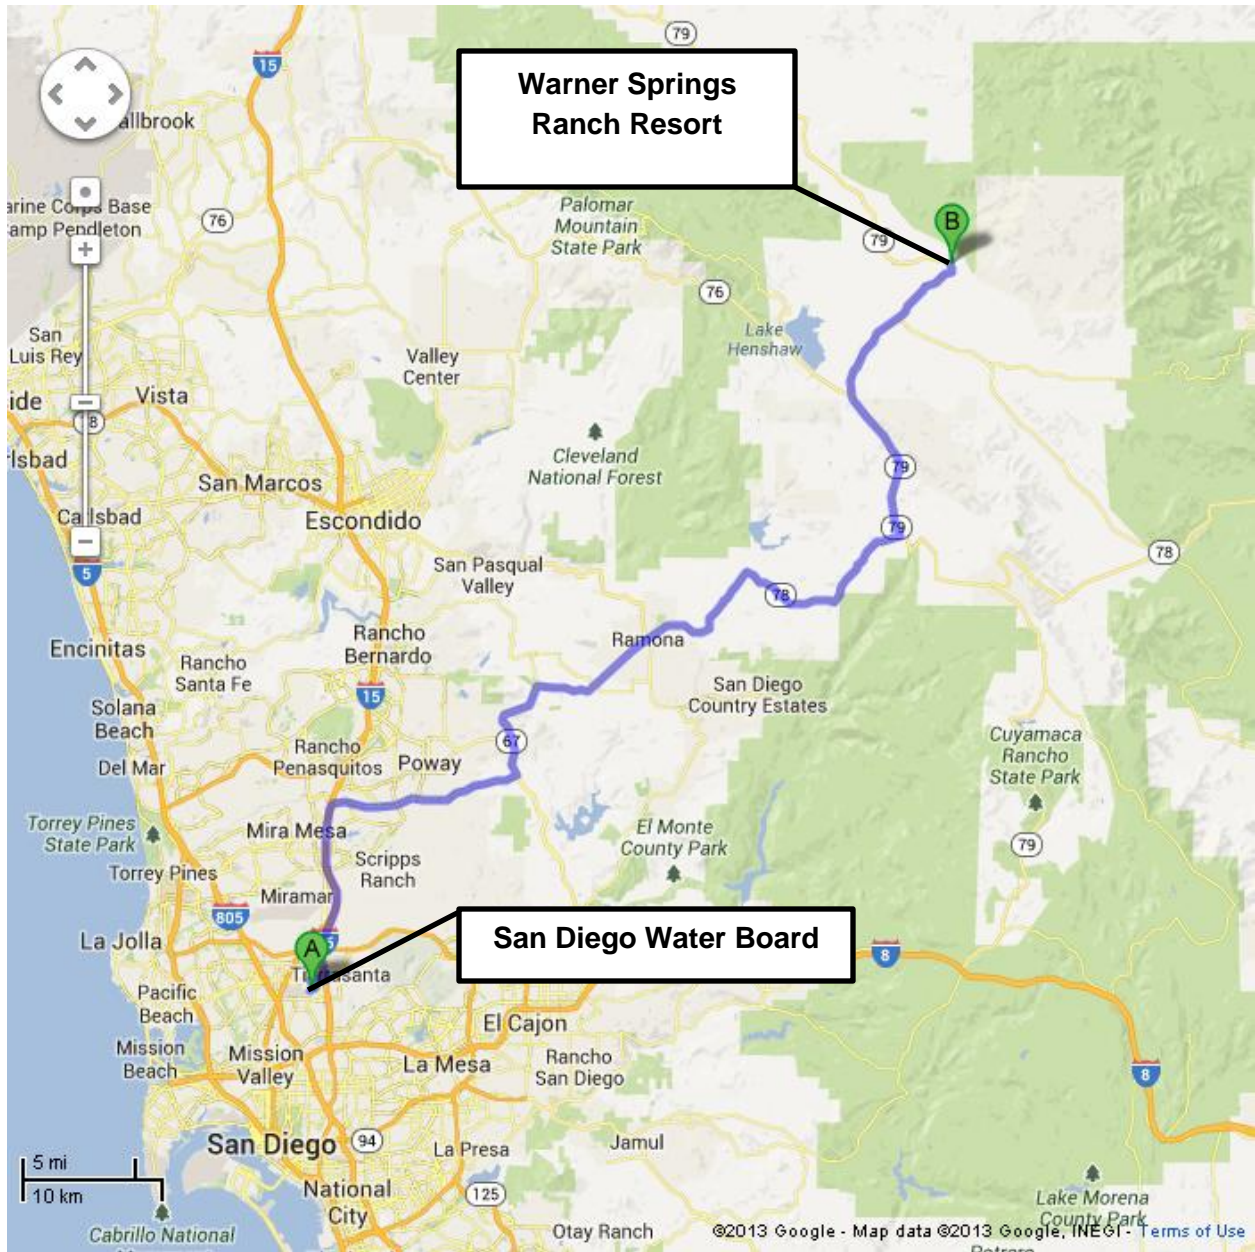 79
15
Warner Springs
Ranch Resort
allbrook
arine Corps Base
amp Pendleton
76
Palomar
Mountain
State Park
B
79
76
San
Luis Rey
Lake
Henshaw
Valley
Center
ide
Vista
8
rlsbad
San Marcos
Cleveland
National Forest
79
Carlsbad
Escondido
79
5
San Pasqual
Valley
78
78
Encinitas
Rancho
Bernardo
Ramona
Rancho
Santa Fe
15
San Diego
Country Estates
Solana
Beach
67
Del Mar
Rancho
Penasquitos
Poway
Cuyamaca
Rancho
State Park
Torrey Pines
State Park
Mira Mesa
El Monte
County Park
79
Torrey Pines
Scripps
Ranch
Miramar
805
La Jolla
A
5
San Diego Water Board
8
Pacific
Beach
El Cajon
Mission
Beach
Mission
Valley
La Mesa
Rancho
San Diego
8
San Diego
94
La Presa
Jamul
5 mi
10 km
National
City
125
Lake Morena
County Park
Cabrillo National
Otay Ranch
©2013 Google - Map data ©2013 Google, INEGI - Terms of Use